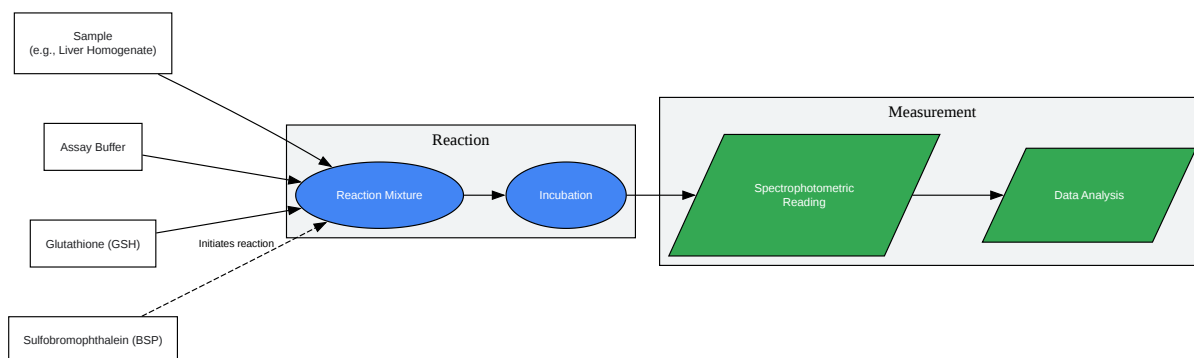 Sample
(e.g., Liver Homogenate)
Assay Buffer
Glutathione (GSH)
Sulfobromophthalein (BSP)
Initiates reaction
Reaction
Reaction Mixture
Incubation
Measurement
Spectrophotometric
Reading
Data Analysis